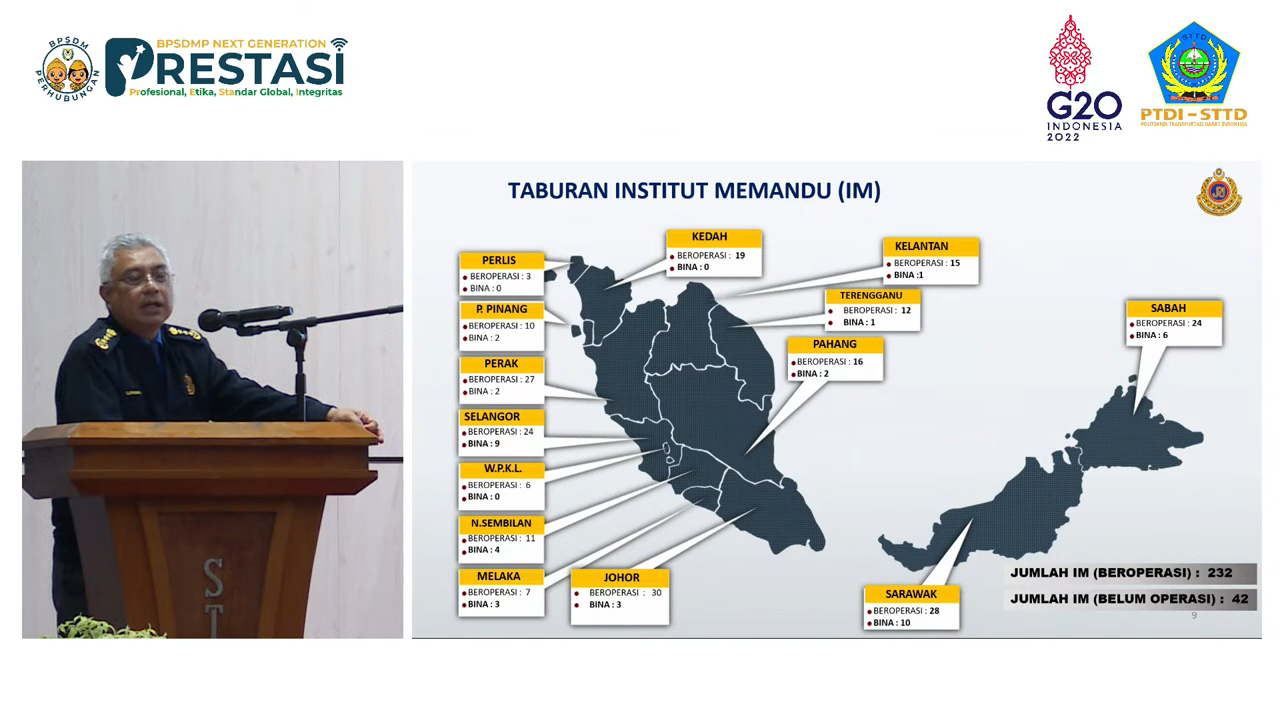 BPSDM
PERHUBUNGAN
BPSDMP NEXT GENERATION
PRESTASI
Profesional, Etika, Standar Global, Integritas
G20
INDONESIA
2022
STTD
PTDI – STTD
POLITEKNIK TRANSPORTASI DARAT INDONESIA
TABURAN INSTITUT MEMANDU (IM)
PERLIS
BEROPERASI : 3
BINA : 0
P. PINANG
BEROPERASI : 10
BINA : 2
PERAK
BEROPERASI : 27
BINA : 2
SELANGOR
BEROPERASI : 24
BINA : 9
W.P.K.L.
BEROPERASI : 6
BINA : 0
N.SEMBILAN
BEROPERASI : 11
BINA : 4
MELAKA
BEROPERASI : 7
BINA : 3
JOHOR
BEROPERASI : 30
BINA : 3
KEDAH
BEROPERASI : 19
BINA : 0
KELANTAN
BEROPERASI : 15
BINA :1
TERENGGANU
BEROPERASI : 12
BINA : 1
PAHANG
BEROPERASI : 16
BINA : 2
SABAH
BEROPERASI : 24
BINA : 6
SARAWAK
BEROPERASI : 28
BINA : 10
JUMLAH IM (BEROPERASI) : 232
JUMLAH IM (BELUM OPERASI) : 42
9